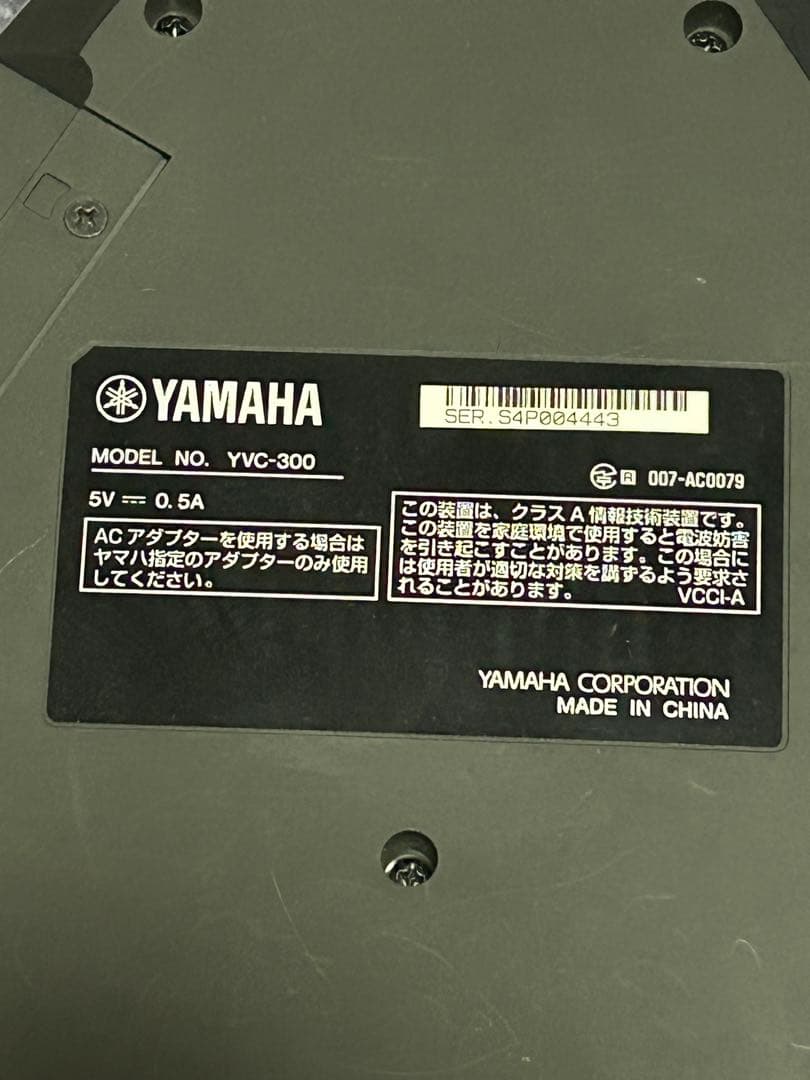 YAMAHA
SER. S4P004443
MODEL NO. YVC-300
R 007-AC0079
5V ⎓ 0.5A
ACアダプターを使用する場合は
ヤマハ指定のアダプターのみ使用
してください。
この装置は、クラスA情報技術装置です。
この装置を家庭環境で使用すると電波妨害
を引き起こすことがあります。この場合に
は使用者が適切な対策を講ずるよう要求さ
れることがあります。
VCCI-A
YAMAHA CORPORATION
MADE IN CHINA